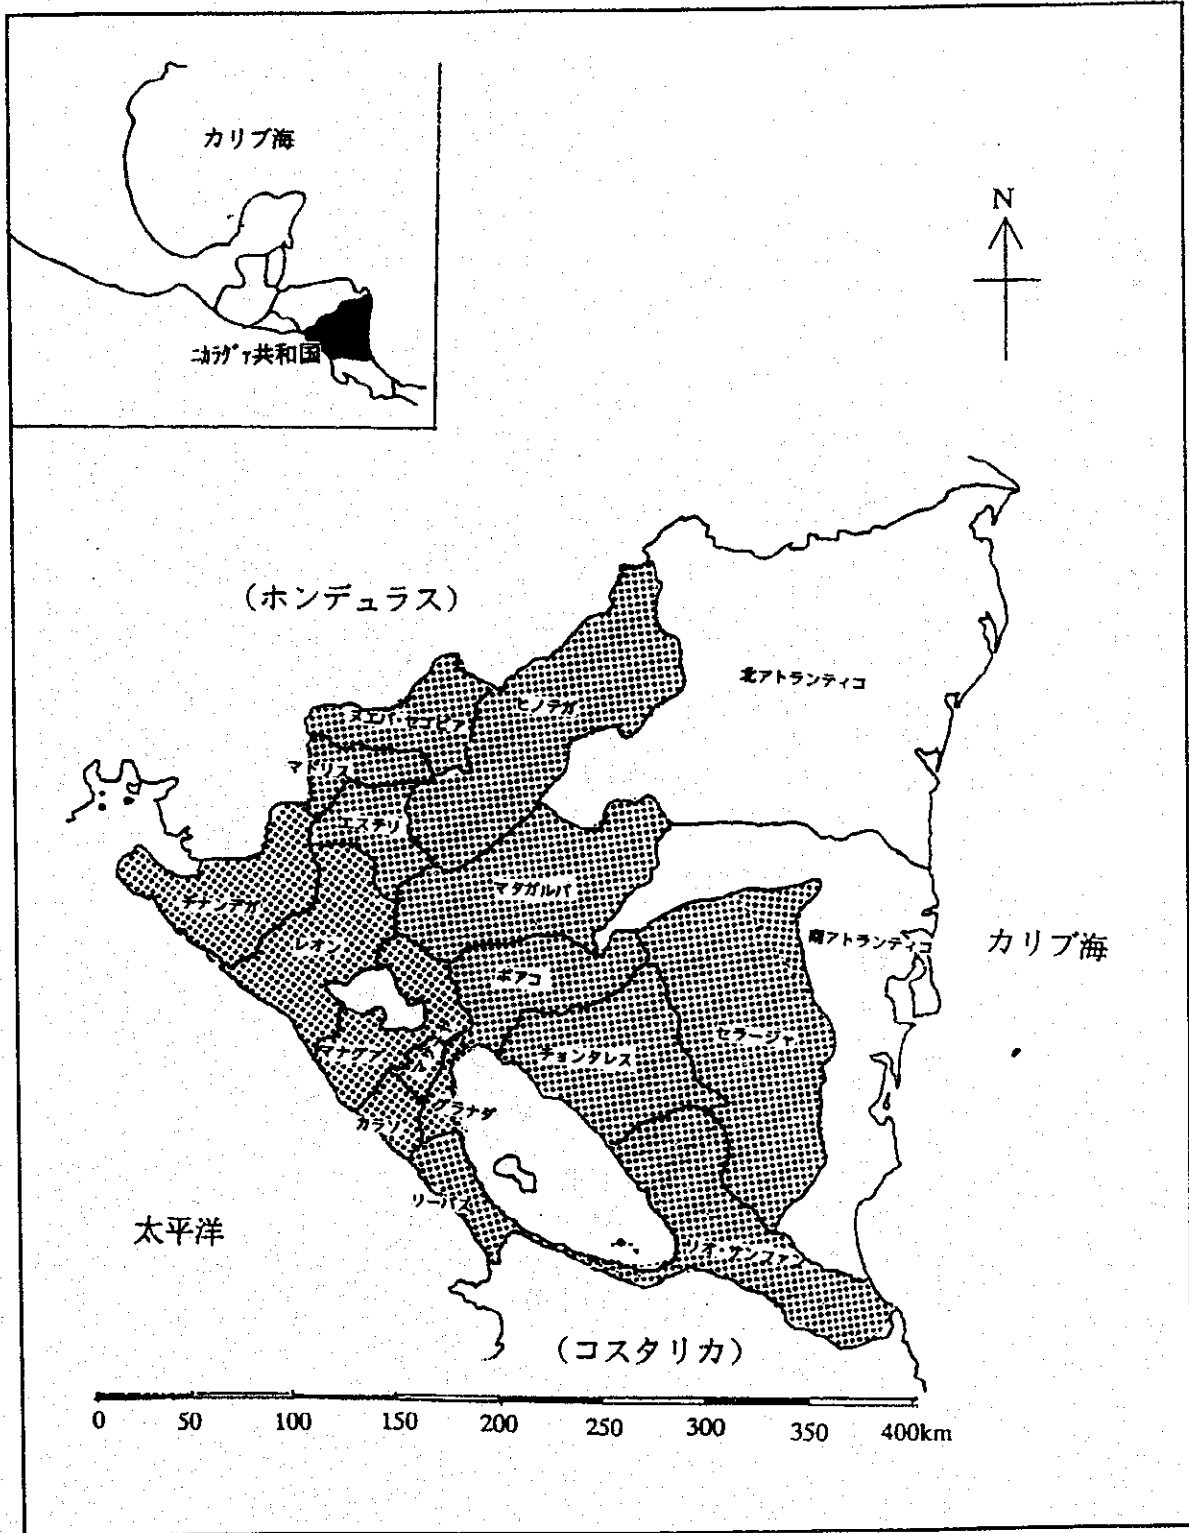 カリブ海
ニカラグァ共和国
N
(ホンデュラス)
北アトランティコ
ヒノテガ
ヌエバ・セゴビア
マドリス
エステリ
マタガルパ
チナンデガ
レオン
南アトランティコ
カリブ海
ボアコ
セラージャ
チョンタレス
マナグア
グラナダ
カラソ
リーバス
太平洋
リオ・サンファン
(コスタリカ)
0 50 100 150 200 250 300 350 400km